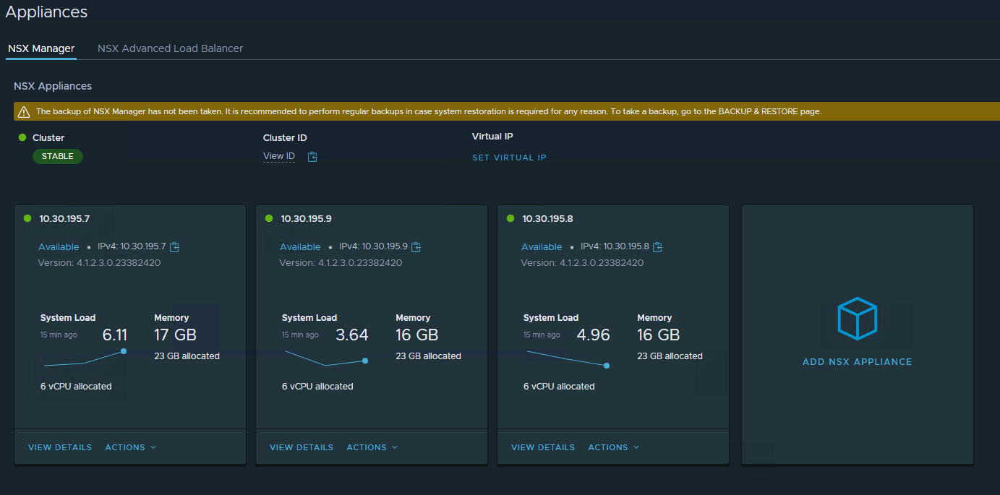 Appliances
NSX Manager NSX Advanced Load Balancer
NSX Appliances
The backup of NSX Manager has not been taken. It is recommended to perform regular backups in case system restoration is required for any reason. To take a backup, go to the BACKUP & RESTORE page.
Cluster
STABLE
Cluster ID
View ID
Virtual IP
SET VIRTUAL IP
10.30.195.7
Available • IPv4: 10.30.195.7
Version: 4.1.2.3.0.23382420
System Load Memory
15 min ago 6.11 17 GB
23 GB allocated
6 vCPU allocated
VIEW DETAILS ACTIONS
10.30.195.9
Available • IPv4: 10.30.195.9
Version: 4.1.2.3.0.23382420
System Load Memory
15 min ago 3.64 16 GB
23 GB allocated
6 vCPU allocated
VIEW DETAILS ACTIONS
10.30.195.8
Available • IPv4: 10.30.195.8
Version: 4.1.2.3.0.23382420
System Load Memory
15 min ago 4.96 16 GB
23 GB allocated
6 vCPU allocated
VIEW DETAILS ACTIONS
ADD NSX APPLIANCE